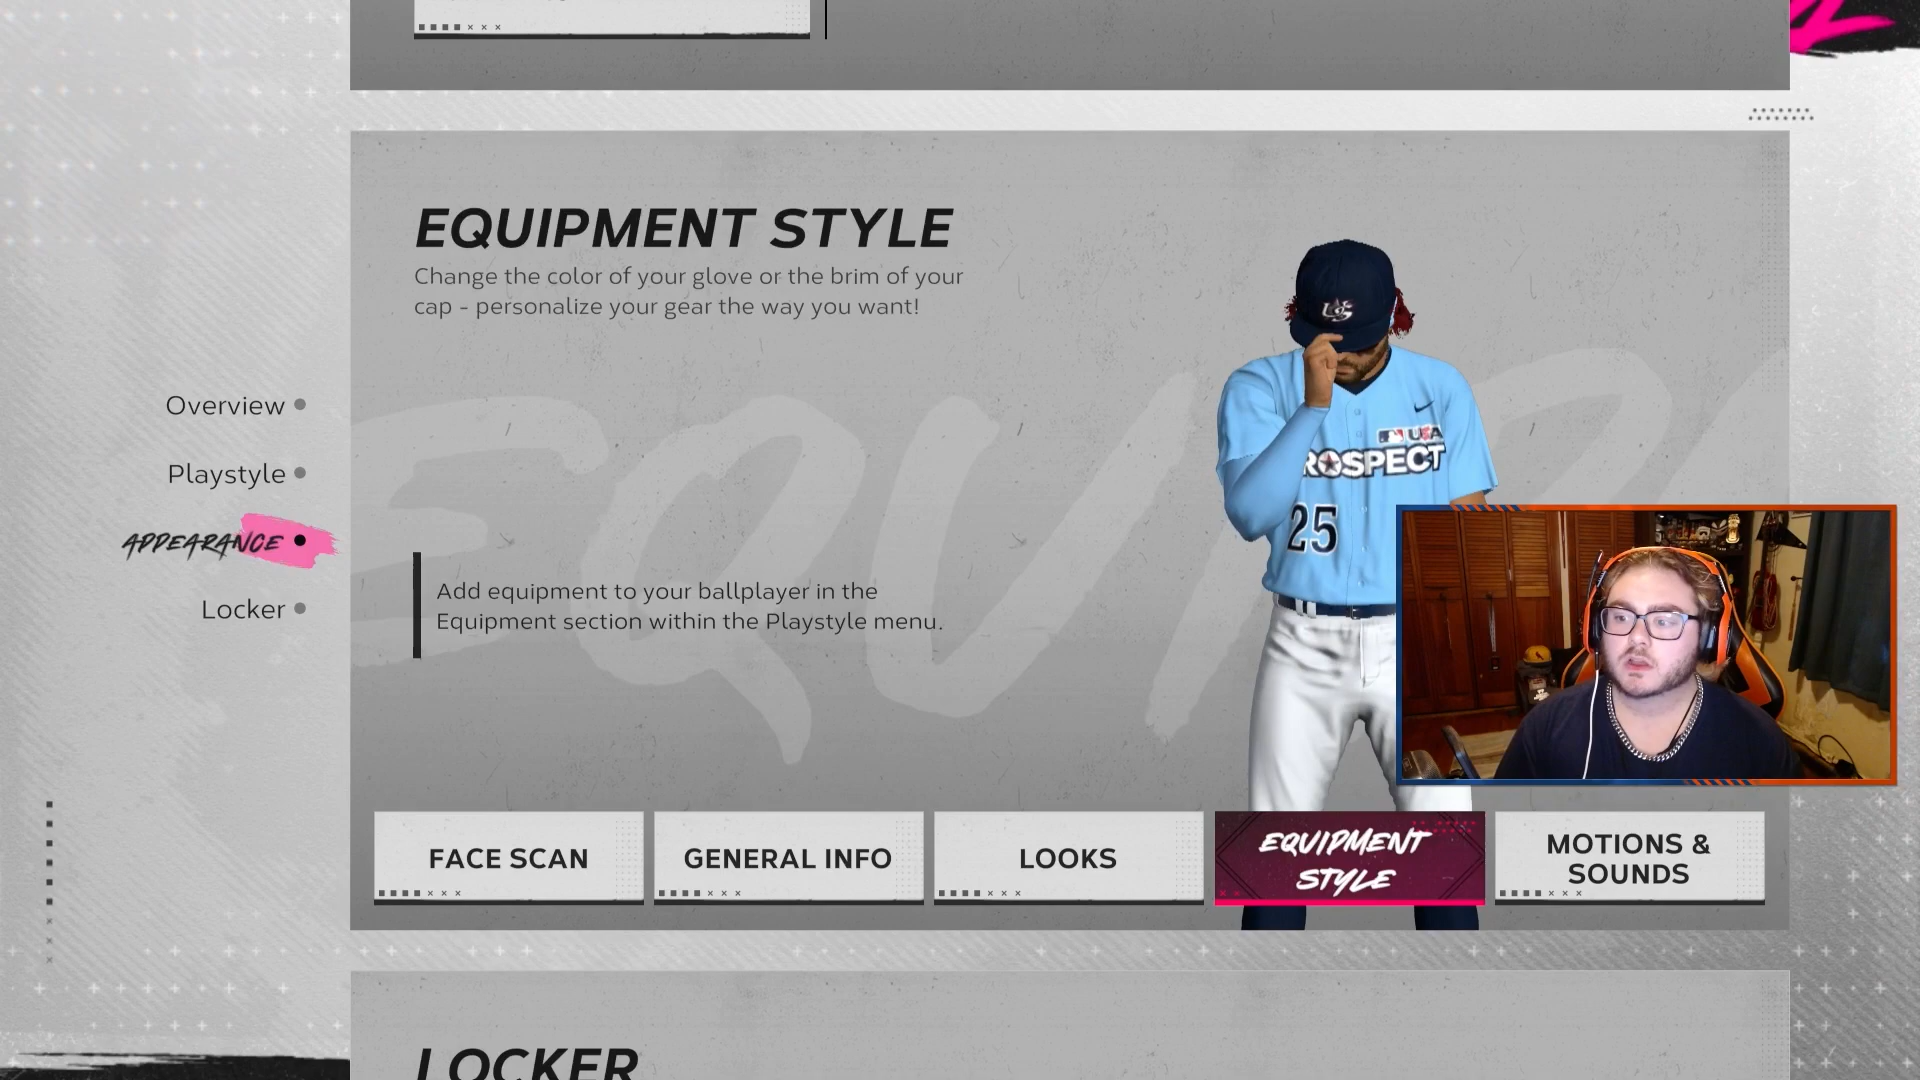 EQUIPMENT STYLE
Change the color of your glove or the brim of your
cap - personalize your gear the way you want!
Overview
Playstyle
APPEARANCE
Locker
Add equipment to your ballplayer in the
Equipment section within the Playstyle menu.
US
USA
ROSPECT
25
FACE SCAN
GENERAL INFO
LOOKS
EQUIPMENT
STYLE
MOTIONS &
SOUNDS
LOCKER